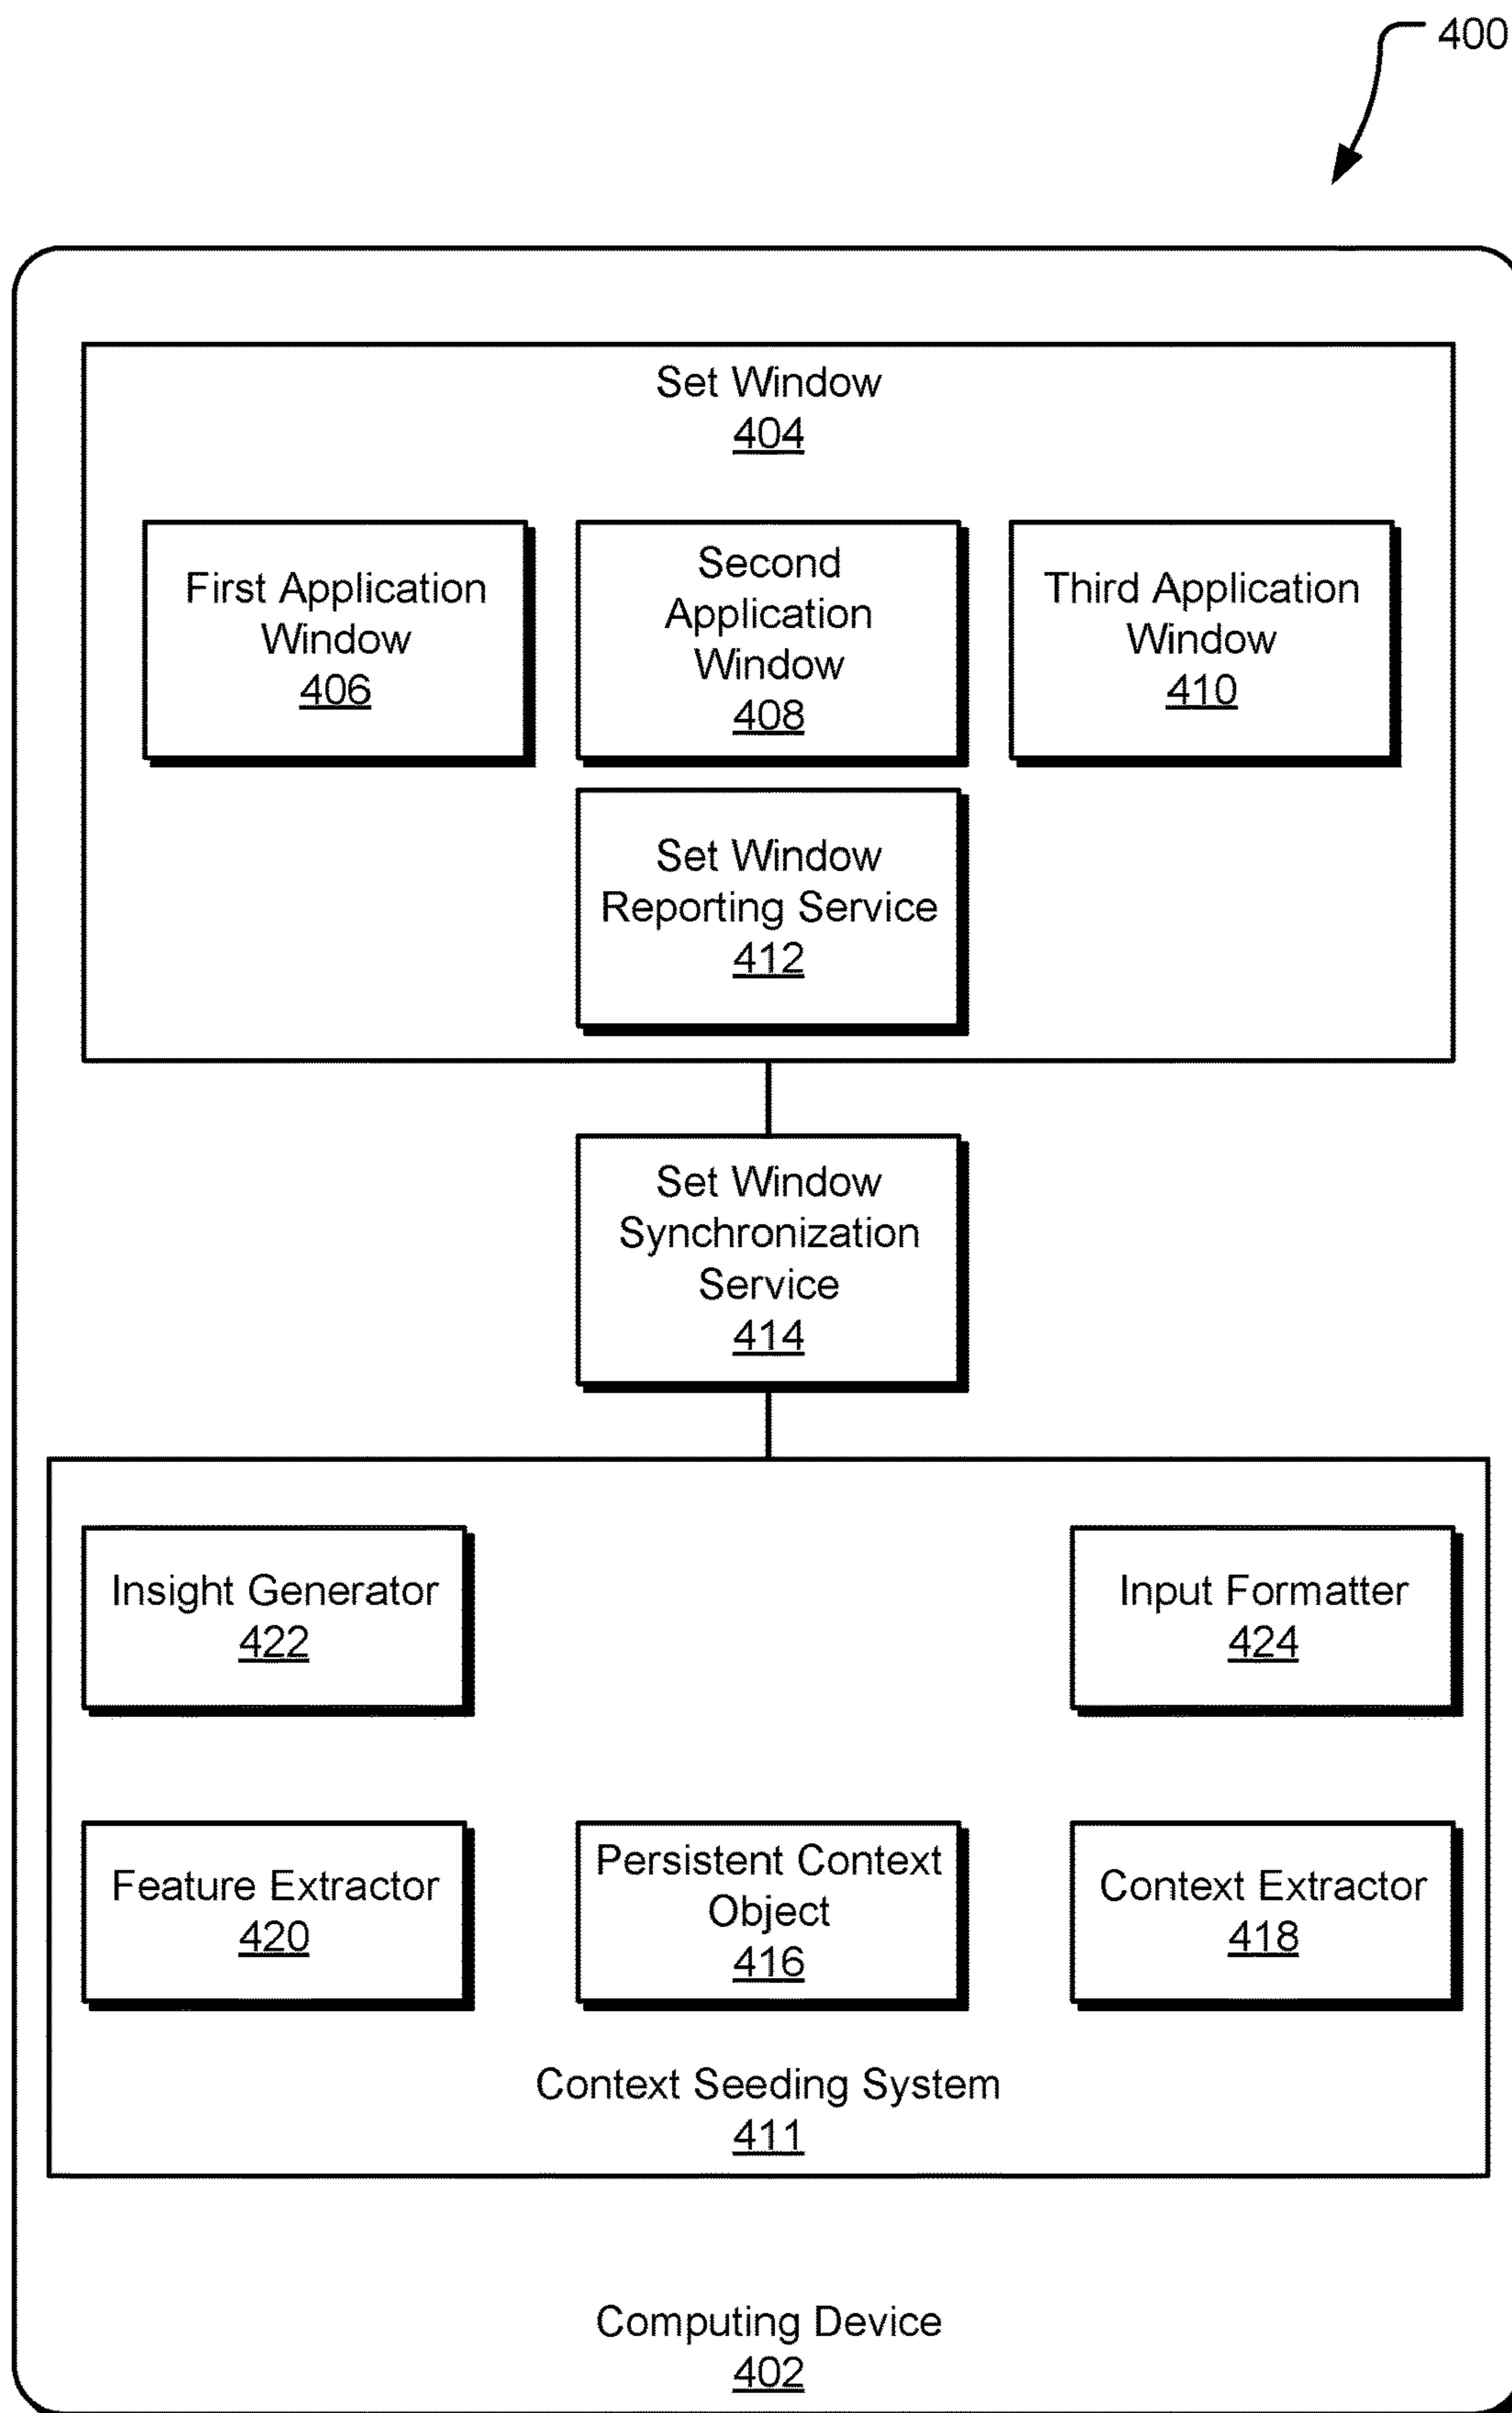 400
Set Window
404
First Application
Window
406
Second
Application
Window
408
Third Application
Window
410
Set Window
Reporting Service
412
Set Window
Synchronization
Service
414
Insight Generator
422
Input Formatter
424
Feature Extractor
420
Persistent Context
Object
416
Context Extractor
418
Context Seeding System
411
Computing Device
402